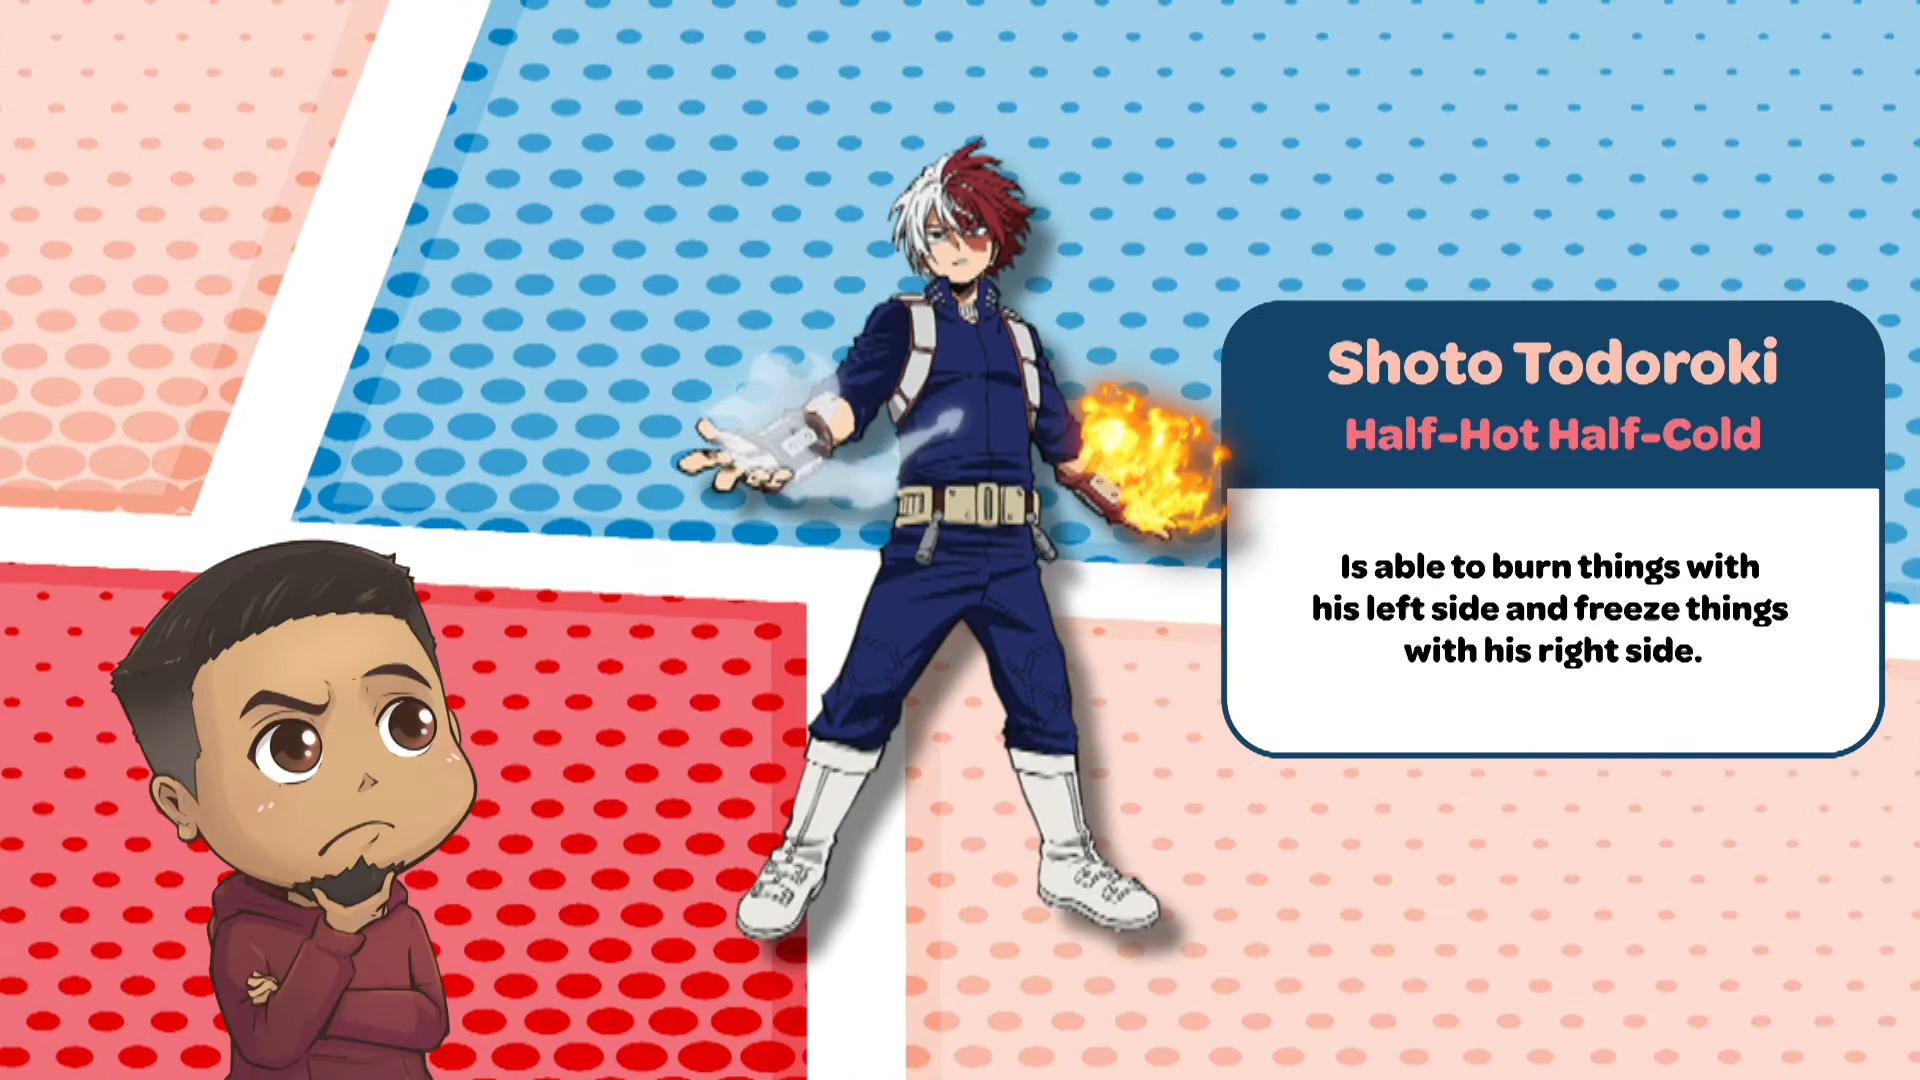 Shoto Todoroki
Half-Hot Half-Cold
Is able to burn things with
his left side and freeze things
with his right side.